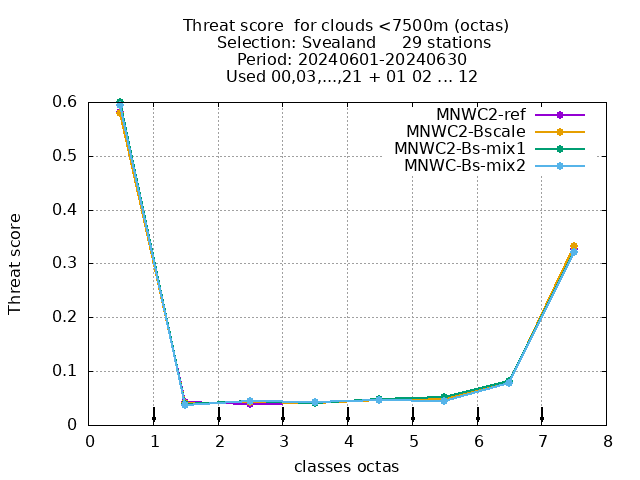 Threat score  for clouds <7500m (octas)
Selection: Svealand     29 stations
Period: 20240601-20240630
Used 00,03,...,21 + 01 02 ... 12
MNWC2-ref
MNWC2-Bscale
MNWC2-Bs-mix1
MNWC-Bs-mix2
Threat score
0.6
0.5
0.4
0.3
0.2
0.1
0
0 1 2 3 4 5 6 7 8
classes octas